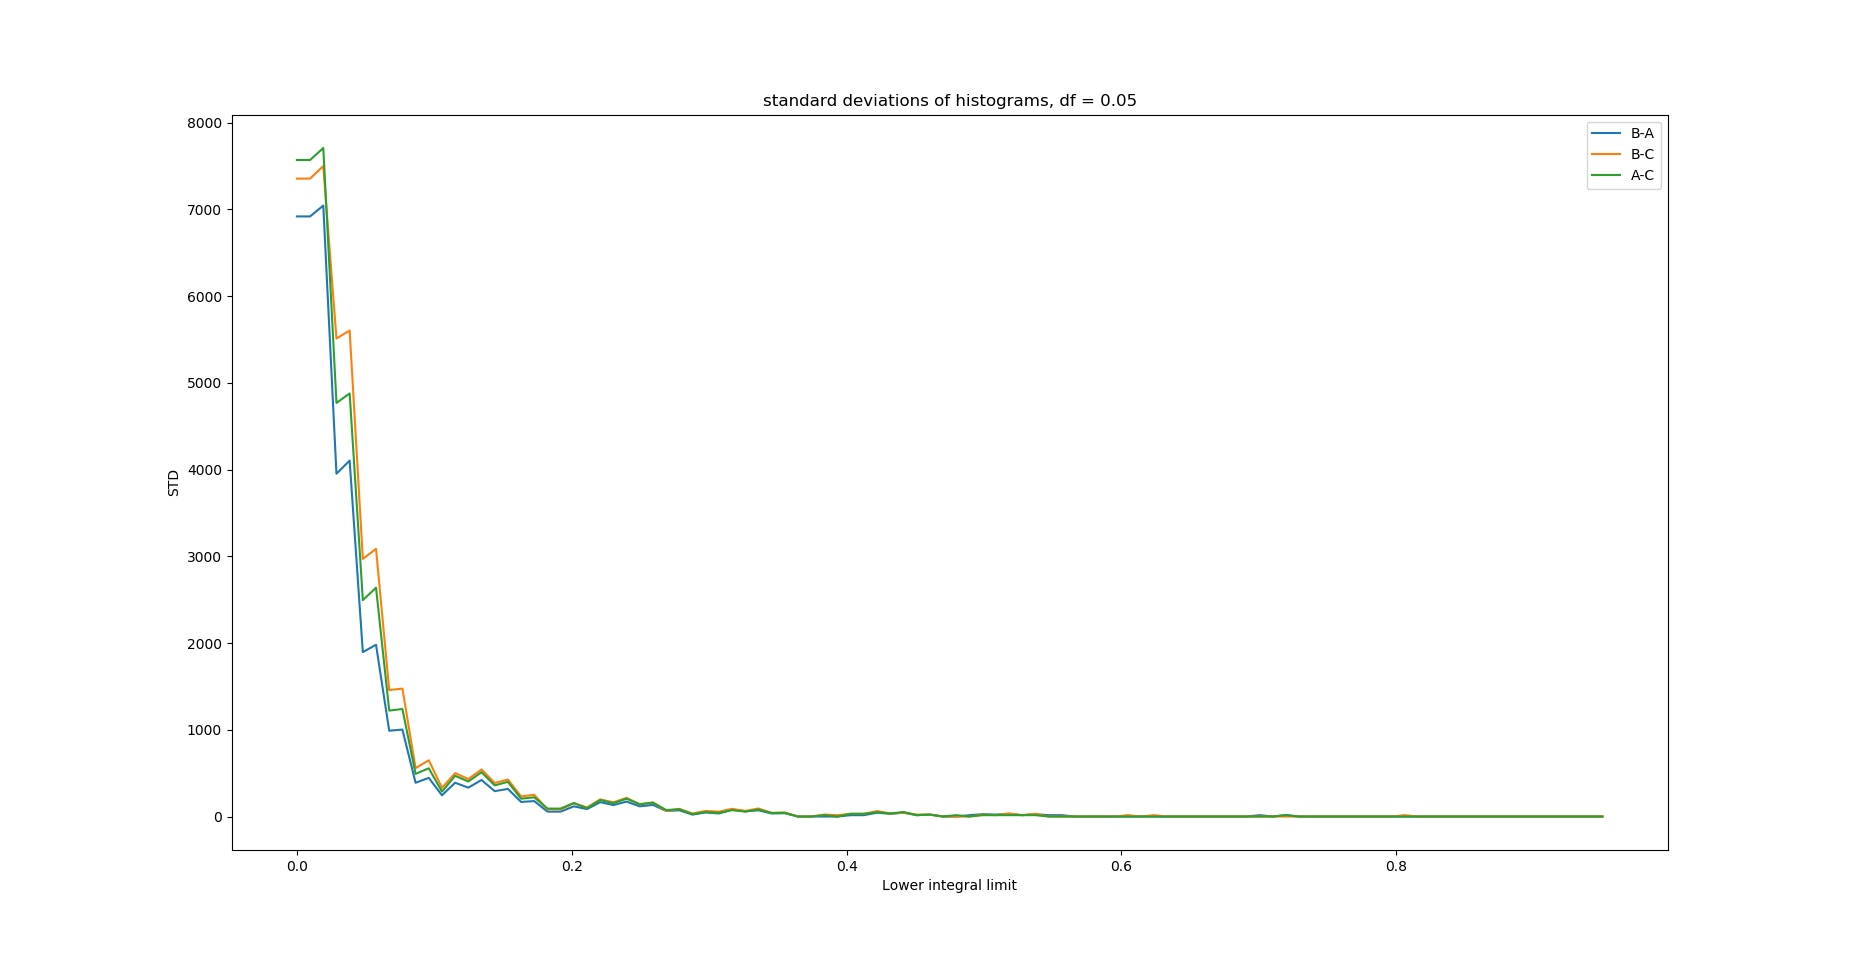 standard deviations of histograms, df = 0.05
8000
7000
6000
5000
4000
3000
2000
1000
0
STD
B-A
B-C
A-C
0.0 0.2 0.4 0.6 0.8
Lower integral limit